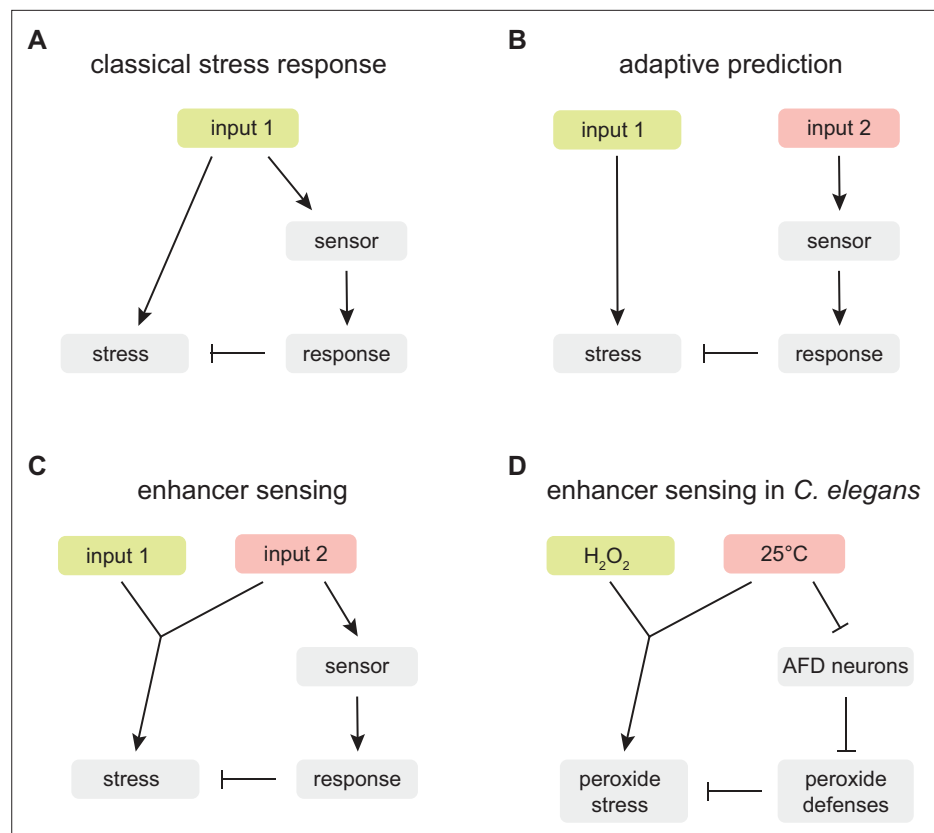 A
classical stress response
input 1
sensor
stress
response
B
adaptive prediction
input 1
input 2
sensor
stress
response
C
enhancer sensing
input 1
input 2
sensor
stress
response
D
enhancer sensing in C. elegans
H₂O₂
25°C
AFD neurons
peroxide
stress
peroxide
defenses